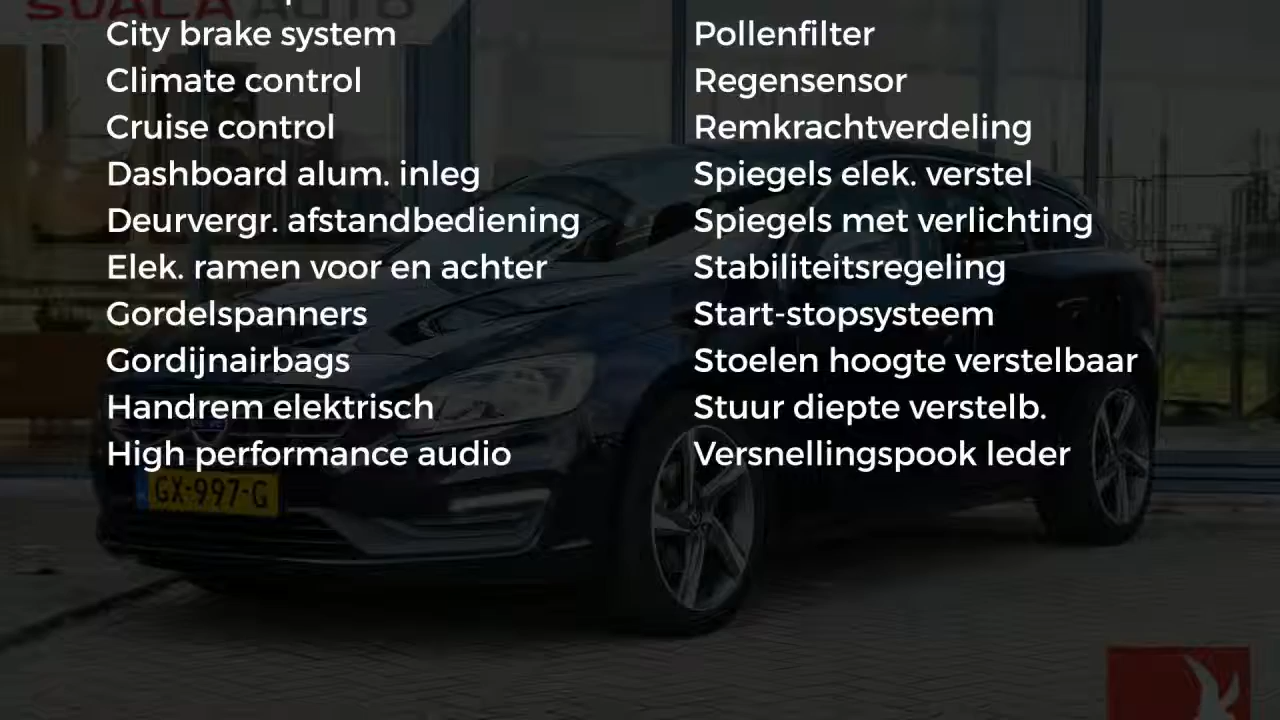 AUTO
City brake system
Climate control
Cruise control
Dashboard alum. inleg
Deurvergr. afstandbediening
Elek. ramen voor en achter
Gordelspanners
Gordijnairbags
Handrem elektrisch
High performance audio
Pollenfilter
Regensensor
Remkrachtverdeling
Spiegels elek. verstel
Spiegels met verlichting
Stabiliteitsregeling
Start-stopsysteem
Stoelen hoogte verstelbaar
Stuur diepte verstelb.
Versnellingspook leder
GX-997-G